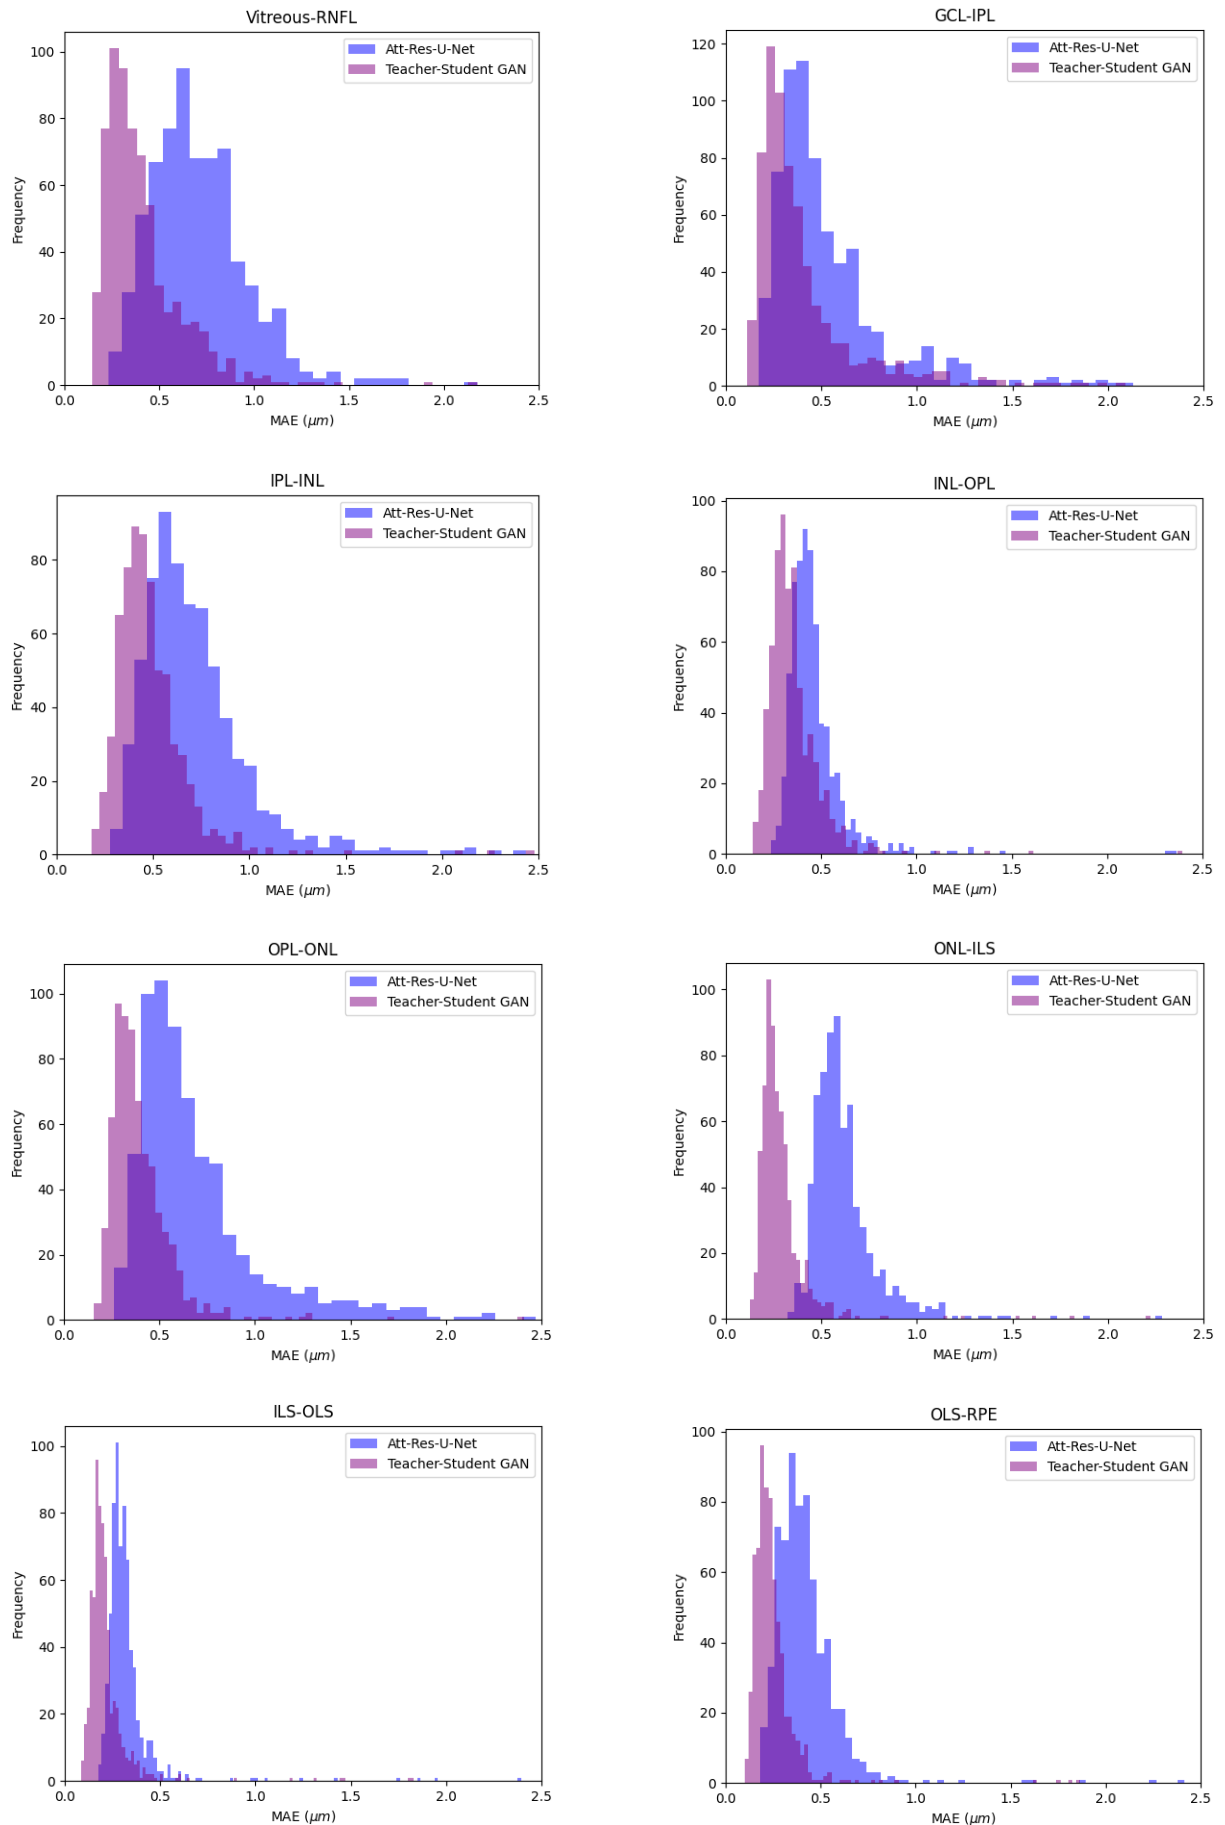 Vitreous-RNFL
Att-Res-U-Net
Teacher-Student GAN
Frequency
100
80
60
40
20
0
0.0 0.5 1.0 1.5 2.0 2.5
MAE (μm)
GCL-IPL
Att-Res-U-Net
Teacher-Student GAN
Frequency
120
100
80
60
40
20
0
0.0 0.5 1.0 1.5 2.0 2.5
MAE (μm)
IPL-INL
Att-Res-U-Net
Teacher-Student GAN
Frequency
80
60
40
20
0
0.0 0.5 1.0 1.5 2.0 2.5
MAE (μm)
INL-OPL
Att-Res-U-Net
Teacher-Student GAN
Frequency
100
80
60
40
20
0
0.0 0.5 1.0 1.5 2.0 2.5
MAE (μm)
OPL-ONL
Att-Res-U-Net
Teacher-Student GAN
Frequency
100
80
60
40
20
0
0.0 0.5 1.0 1.5 2.0 2.5
MAE (μm)
ONL-ILS
Att-Res-U-Net
Teacher-Student GAN
Frequency
100
80
60
40
20
0
0.0 0.5 1.0 1.5 2.0 2.5
MAE (μm)
ILS-OLS
Att-Res-U-Net
Teacher-Student GAN
Frequency
100
80
60
40
20
0
0.0 0.5 1.0 1.5 2.0 2.5
MAE (μm)
OLS-RPE
Att-Res-U-Net
Teacher-Student GAN
Frequency
100
80
60
40
20
0
0.0 0.5 1.0 1.5 2.0 2.5
MAE (μm)